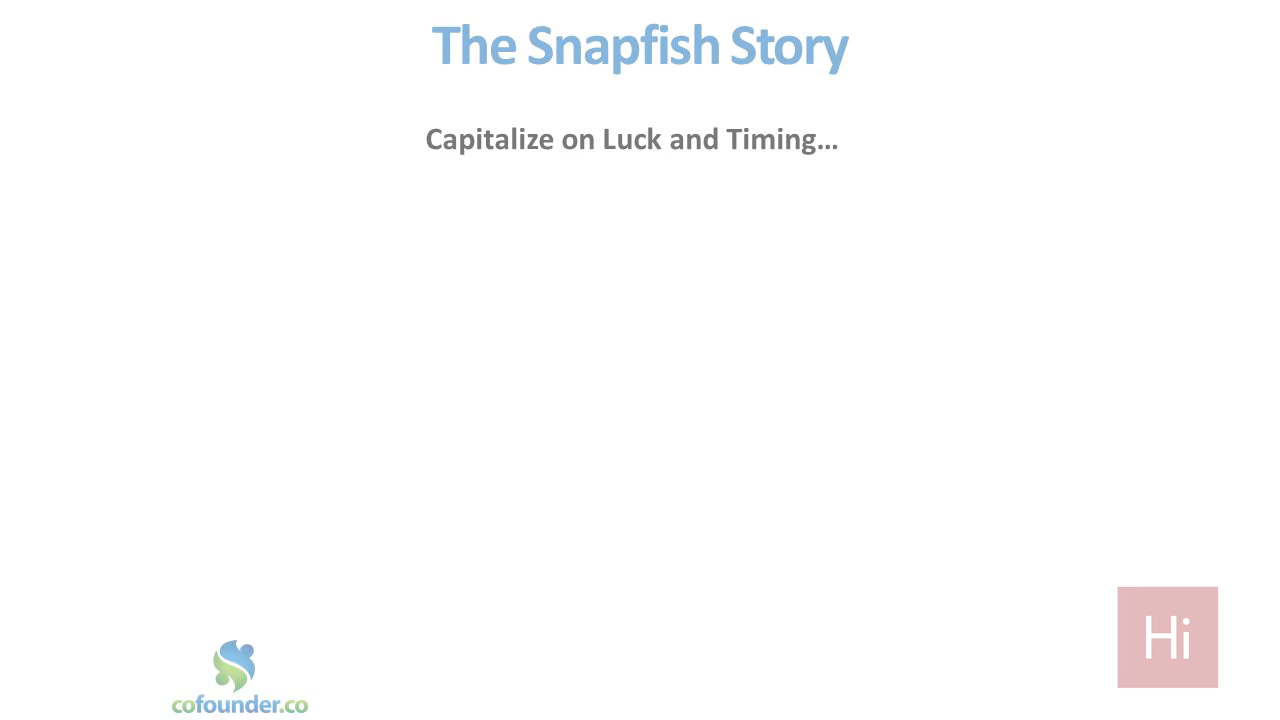 The Snapfish Story
Capitalize on Luck and Timing…
Hi
cofounder.co